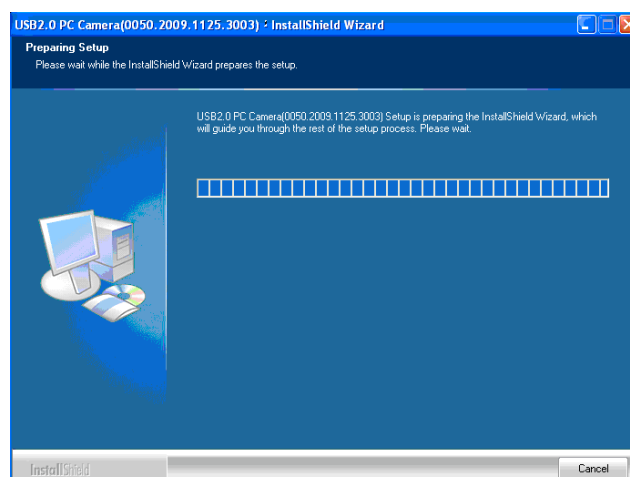 USB2.0 PC Camera(0050.2009.1125.3003) : InstallShield Wizard
Preparing Setup
Please wait while the InstallShield Wizard prepares the setup.
USB2.0 PC Camera(0050.2009.1125.3003) Setup is preparing the InstallShield Wizard, which
will guide you through the rest of the setup process. Please wait.
InstallShield
Cancel